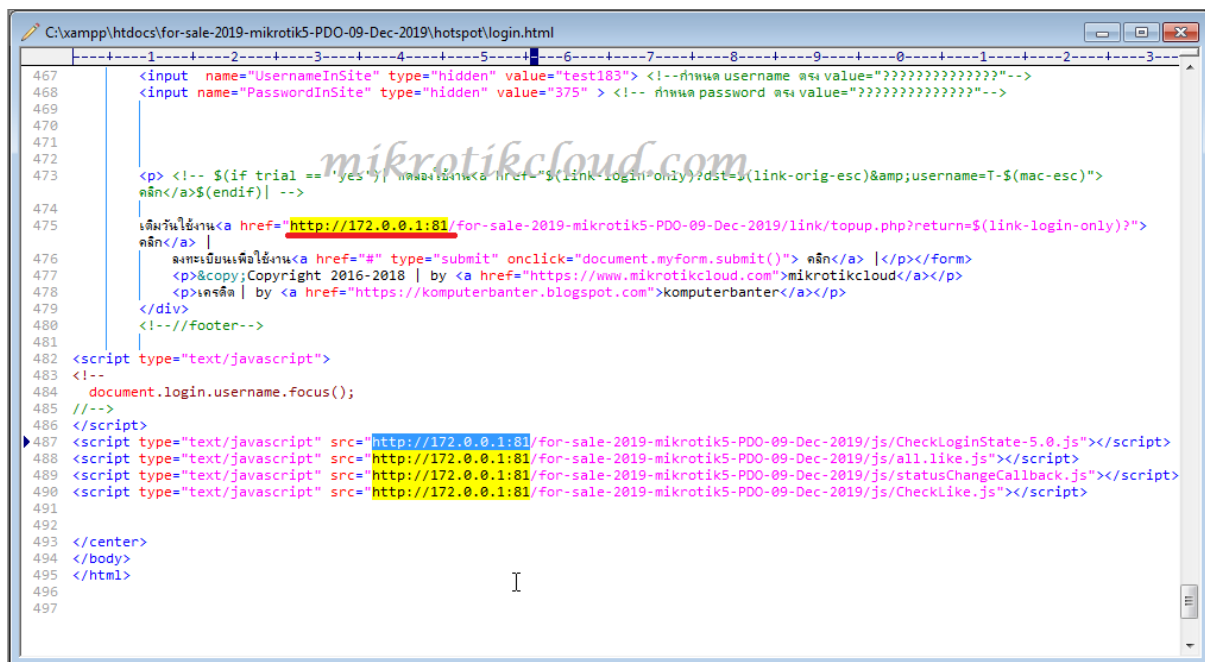 C:\xampp\htdocs\for-sale-2019-mikrotik5-PDO-09-Dec-2019\hotspot\login.html
├----+----1----+----2----+----3----+----4----+----5----+----6----+----7----+----8----+----9----+----0----+----1----+----2----+----3---
467 <input  name="UsernameInSite" type="hidden" value="test183"> <!--กำหนด username ตรง value="??????????????"-->
468 <input name="PasswordInSite" type="hidden" value="375" > <!-- กำหนด password ตรง value="??????????????"-->
469
470
471
472
mikrotikcloud.com
473 <p> <!-- $(if trial == 'yes')| กดลองใช้งาน<a href="$(link-login-only)?dst=$(link-orig-esc)&amp;username=T-$(mac-esc)">
คลิก</a>$(endif)| -->
474
475 เติมวันใช้งาน<a href="http://172.0.0.1:81/for-sale-2019-mikrotik5-PDO-09-Dec-2019/link/topup.php?return=$(link-login-only)?">
คลิก</a> |
476 ลงทะเบียนเพื่อใช้งาน<a href="#" type="submit" onclick="document.myform.submit()"> คลิก</a> |</p></form>
477 <p>&copy;Copyright 2016-2018 | by <a href="https://www.mikrotikcloud.com">mikrotikcloud</a></p>
478 <p>เครดิต | by <a href="https://komputerbanter.blogspot.com">komputerbanter</a></p>
479 </div>
480 <!--//footer-->
481
482 <script type="text/javascript">
483 <!--
484 document.login.username.focus();
485 //-->
486 </script>
487 <script type="text/javascript" src="http://172.0.0.1:81/for-sale-2019-mikrotik5-PDO-09-Dec-2019/js/CheckLoginState-5.0.js"></script>
488 <script type="text/javascript" src="http://172.0.0.1:81/for-sale-2019-mikrotik5-PDO-09-Dec-2019/js/all.like.js"></script>
489 <script type="text/javascript" src="http://172.0.0.1:81/for-sale-2019-mikrotik5-PDO-09-Dec-2019/js/statusChangeCallback.js"></script>
490 <script type="text/javascript" src="http://172.0.0.1:81/for-sale-2019-mikrotik5-PDO-09-Dec-2019/js/CheckLike.js"></script>
491
492
493 </center>
494 </body>
495 </html>
496
497